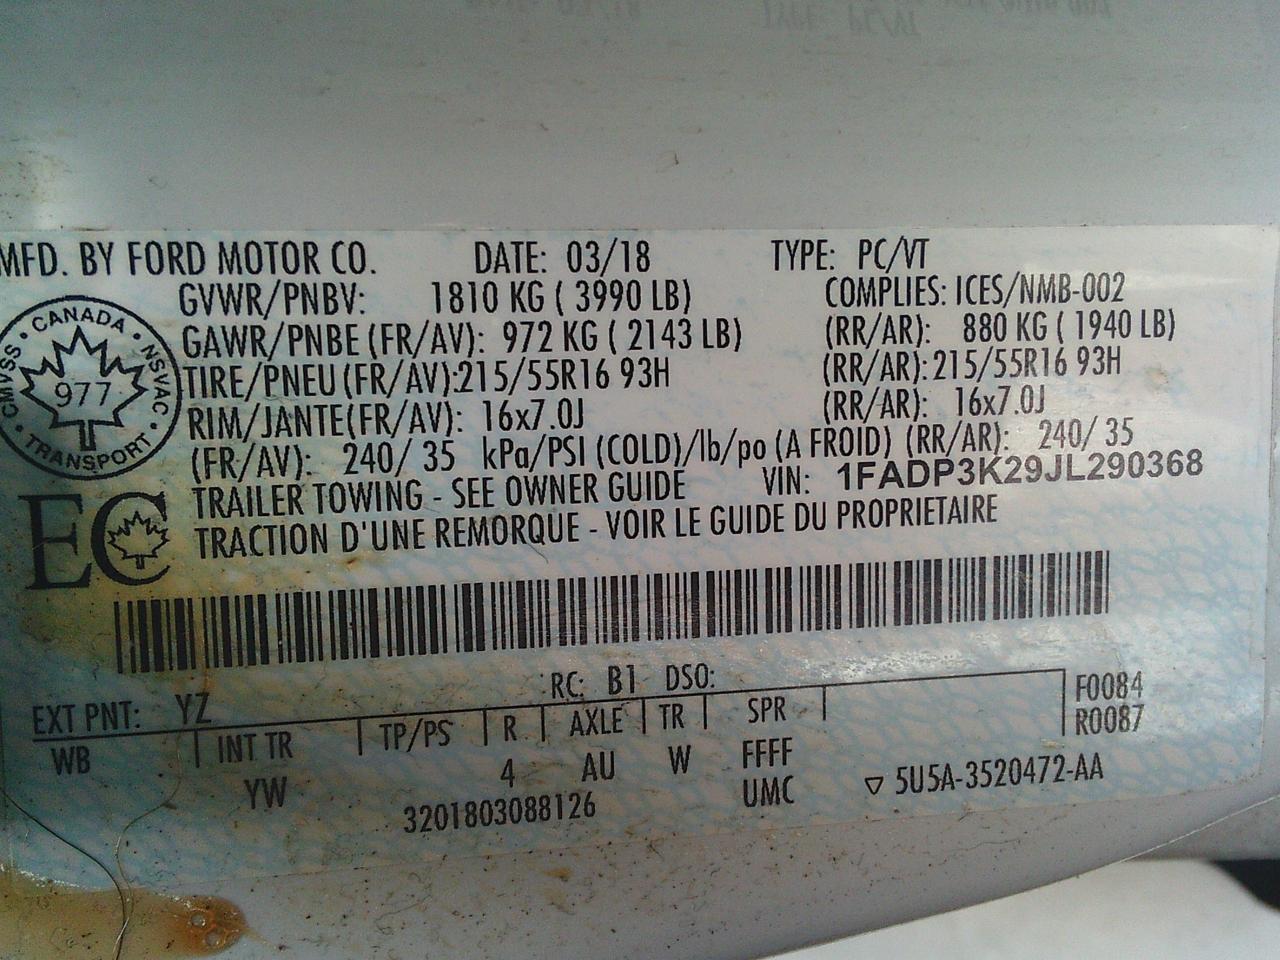 MFD. BY FORD MOTOR CO. DATE: 03/18 TYPE: PC/VT
GVWR/PNBV: 1810 KG ( 3990 LB) COMPLIES: ICES/NMB-002
GAWR/PNBE (FR/AV): 972 KG ( 2143 LB) (RR/AR): 880 KG ( 1940 LB)
TIRE/PNEU (FR/AV):215/55R16 93H (RR/AR):215/55R16 93H
RIM/JANTE(FR/AV): 16x7.0J (RR/AR): 16x7.0J
(FR/AV): 240/ 35 kPa/PSI (COLD)/lb/po (A FROID) (RR/AR): 240/ 35
TRAILER TOWING - SEE OWNER GUIDE VIN: 1FADP3K29JL290368
TRACTION D'UNE REMORQUE - VOIR LE GUIDE DU PROPRIETAIRE
CANADA
CMVSS 977 NSVAC
TRANSPORT
EC
RC: B1 DSO:
EXT PNT: YZ F0084
WB INT TR TP/PS R AXLE TR SPR R0087
YW 4 AU W FFFF
3201803088126 UMC 5U5A-3520472-AA